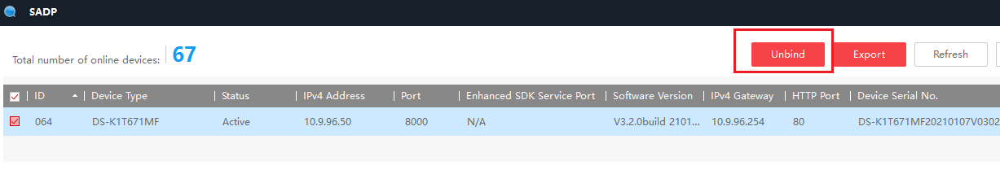 SADP
Total number of online devices: 67 Unbind Export Refresh
ID Device Type Status IPv4 Address Port Enhanced SDK Service Port Software Version IPv4 Gateway HTTP Port Device Serial No.
064 DS-K1T671MF Active 10.9.96.50 8000 N/A V3.2.0build 2101... 10.9.96.254 80 DS-K1T671MF20210107V0302